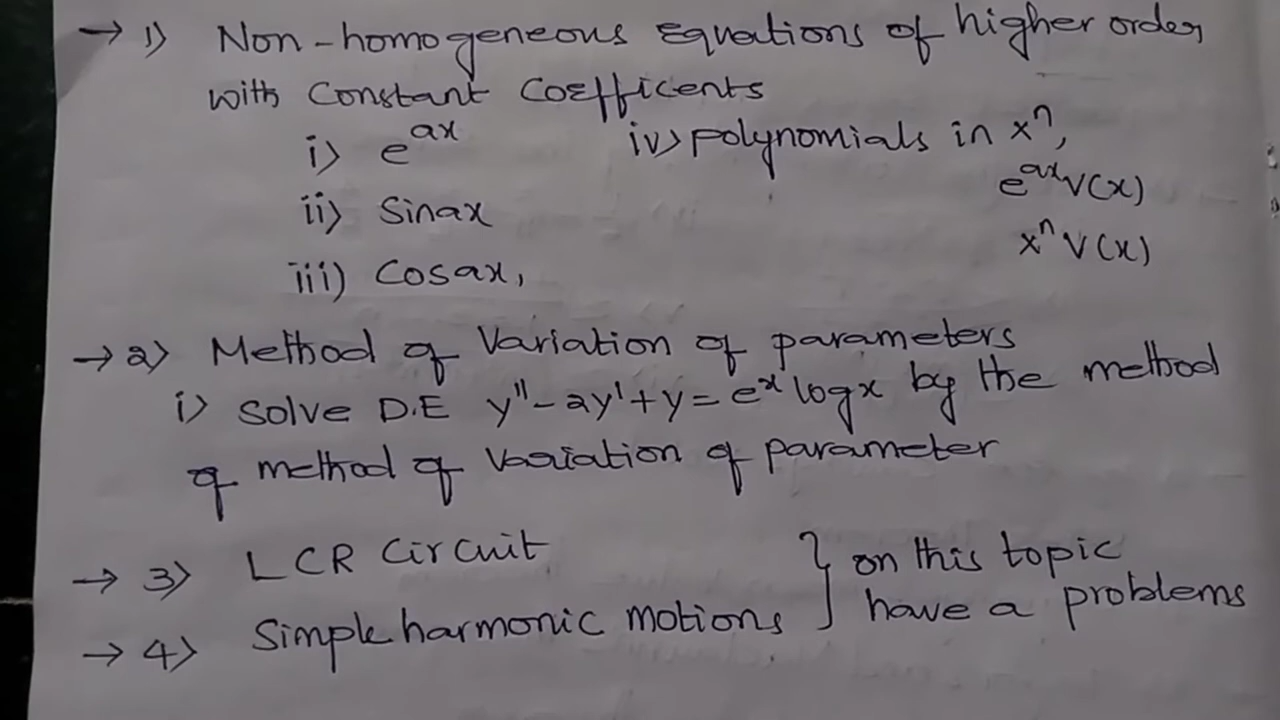 → 1) Non-homogeneous Equations of higher order,
with Constant Coefficents
i) e^ax
iv) polynomials in x^n,
e^ax V(x)
ii) Sinax
x^n V(x)
iii) Cosax,
→ 2) Method of Variation of parameters
i) Solve D.E y'' - 2y' + y = e^x logx by the method
of method of Variation of parameter
→ 3) LCR Circuit
→ 4) Simple harmonic motions
} on this topic
have a problems